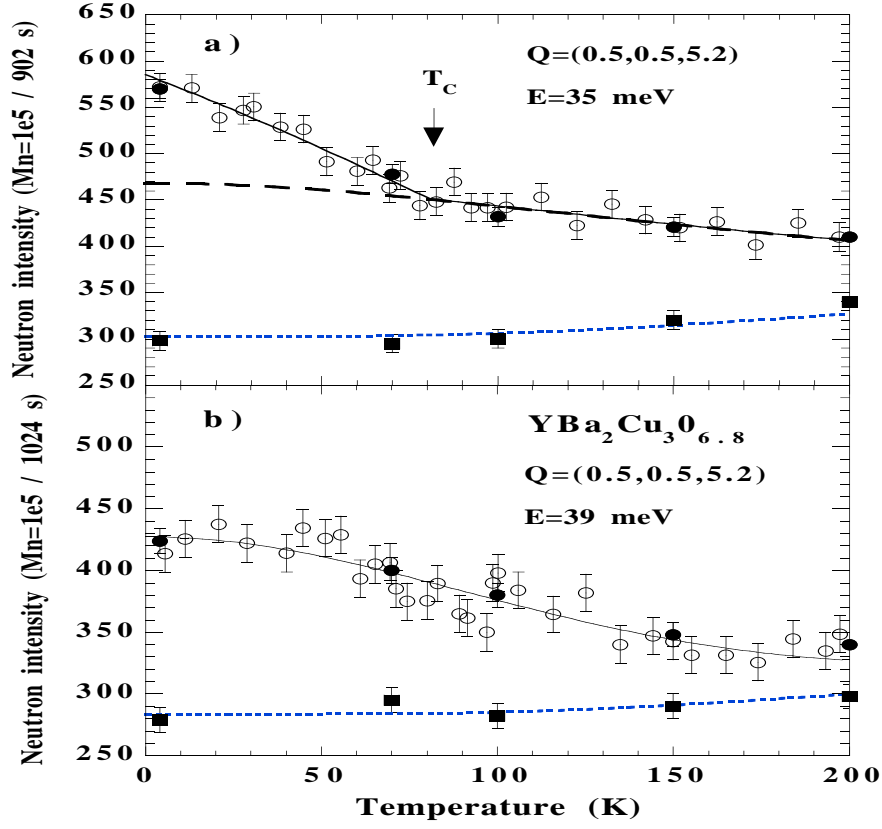 650
600
550
500
450
400
350
300
250
Neutron intensity (Mn=1e5 / 902 s)
a)
T_C
Q=(0.5,0.5,5.2)
E=35 meV
500
450
400
350
300
250
Neutron intensity (Mn=1e5 / 1024 s)
b)
YBa₂Cu₃0₆.₈
Q=(0.5,0.5,5.2)
E=39 meV
0 50 100 150 200
Temperature (K)